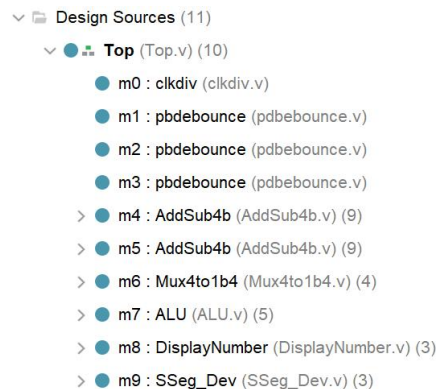 Design Sources (11)
Top (Top.v) (10)
m0 : clkdiv (clkdiv.v)
m1 : pbdebounce (pdbebounce.v)
m2 : pbdebounce (pdbebounce.v)
m3 : pbdebounce (pdbebounce.v)
m4 : AddSub4b (AddSub4b.v) (9)
m5 : AddSub4b (AddSub4b.v) (9)
m6 : Mux4to1b4 (Mux4to1b4.v) (4)
m7 : ALU (ALU.v) (5)
m8 : DisplayNumber (DisplayNumber.v) (3)
m9 : SSeg_Dev (SSeg_Dev.v) (3)